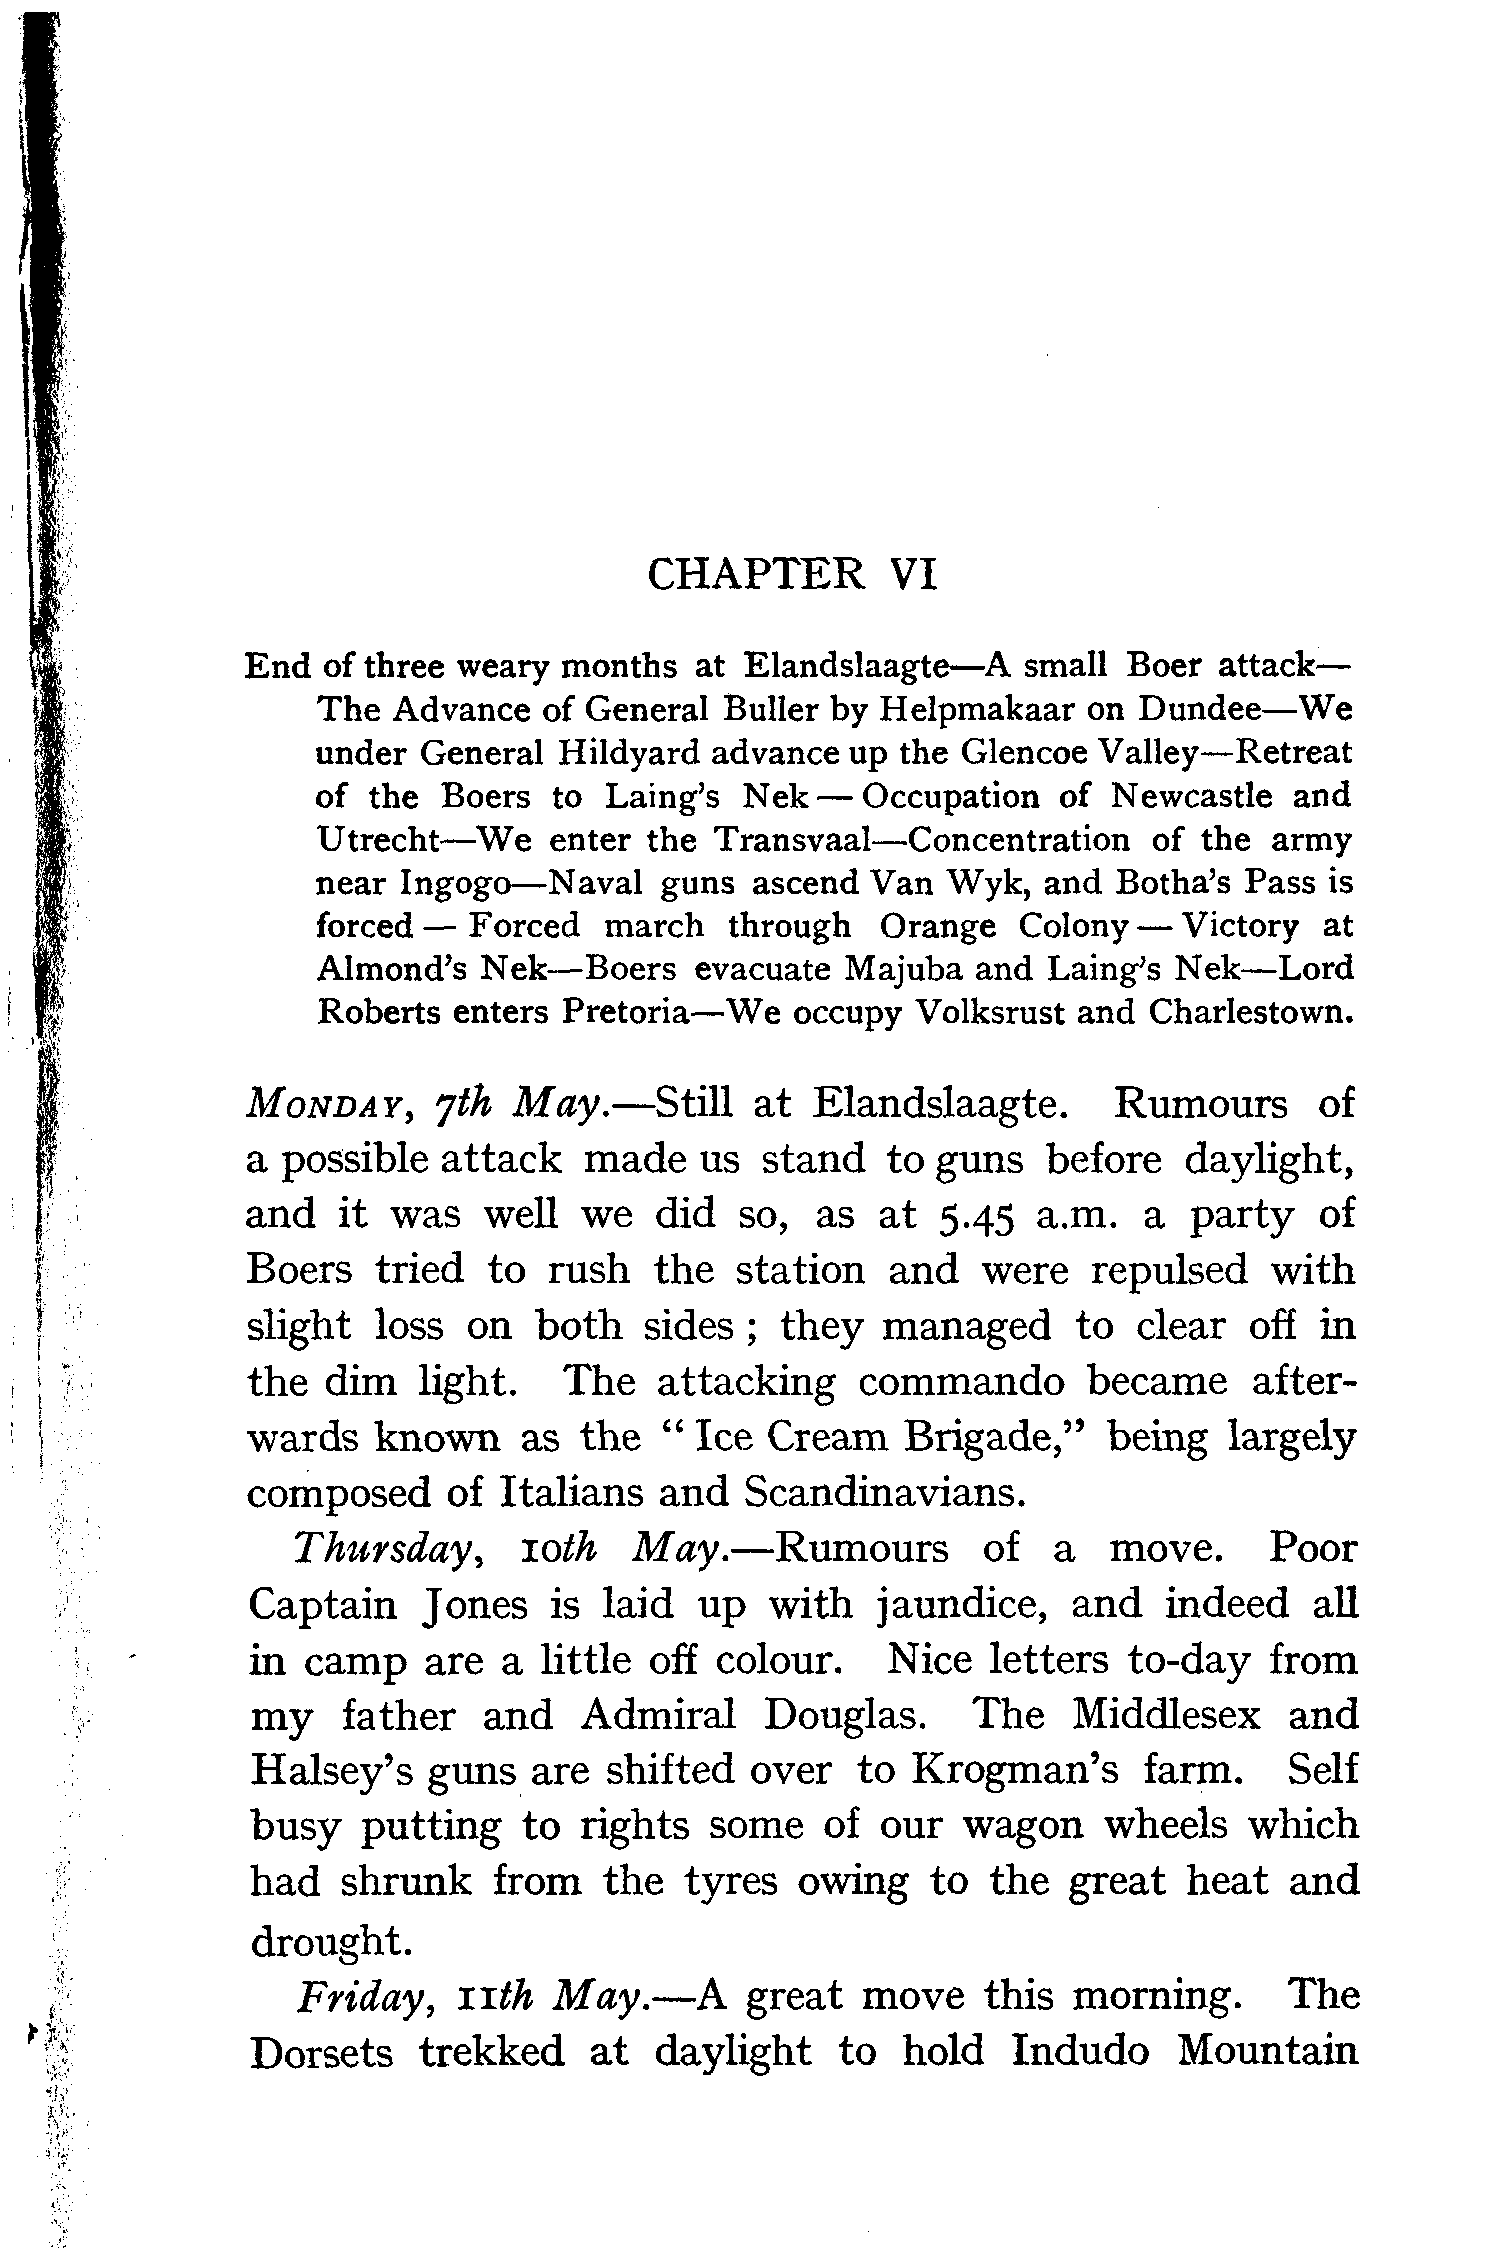 CHAPTER VI
End of three weary months at Elandslaagte—A small Boer attack—
The Advance of General Buller by Helpmakaar on Dundee—We
under General Hildyard advance up the Glencoe Valley—Retreat
of the Boers to Laing's Nek — Occupation of Newcastle and
Utrecht—We enter the Transvaal—Concentration of the army
near Ingogo—Naval guns ascend Van Wyk, and Botha's Pass is
forced — Forced march through Orange Colony — Victory at
Almond's Nek—Boers evacuate Majuba and Laing's Nek—Lord
Roberts enters Pretoria—We occupy Volksrust and Charlestown.
MONDAY, 7th May.—Still at Elandslaagte. Rumours of
a possible attack made us stand to guns before daylight,
and it was well we did so, as at 5.45 a.m. a party of
Boers tried to rush the station and were repulsed with
slight loss on both sides ; they managed to clear off in
the dim light. The attacking commando became after-
wards known as the " Ice Cream Brigade," being largely
composed of Italians and Scandinavians.
Thursday, 10th May.—Rumours of a move. Poor
Captain Jones is laid up with jaundice, and indeed all
in camp are a little off colour. Nice letters to-day from
my father and Admiral Douglas. The Middlesex and
Halsey's guns are shifted over to Krogman's farm. Self
busy putting to rights some of our wagon wheels which
had shrunk from the tyres owing to the great heat and
drought.
Friday, 11th May.—A great move this morning. The
Dorsets trekked at daylight to hold Indudo Mountain